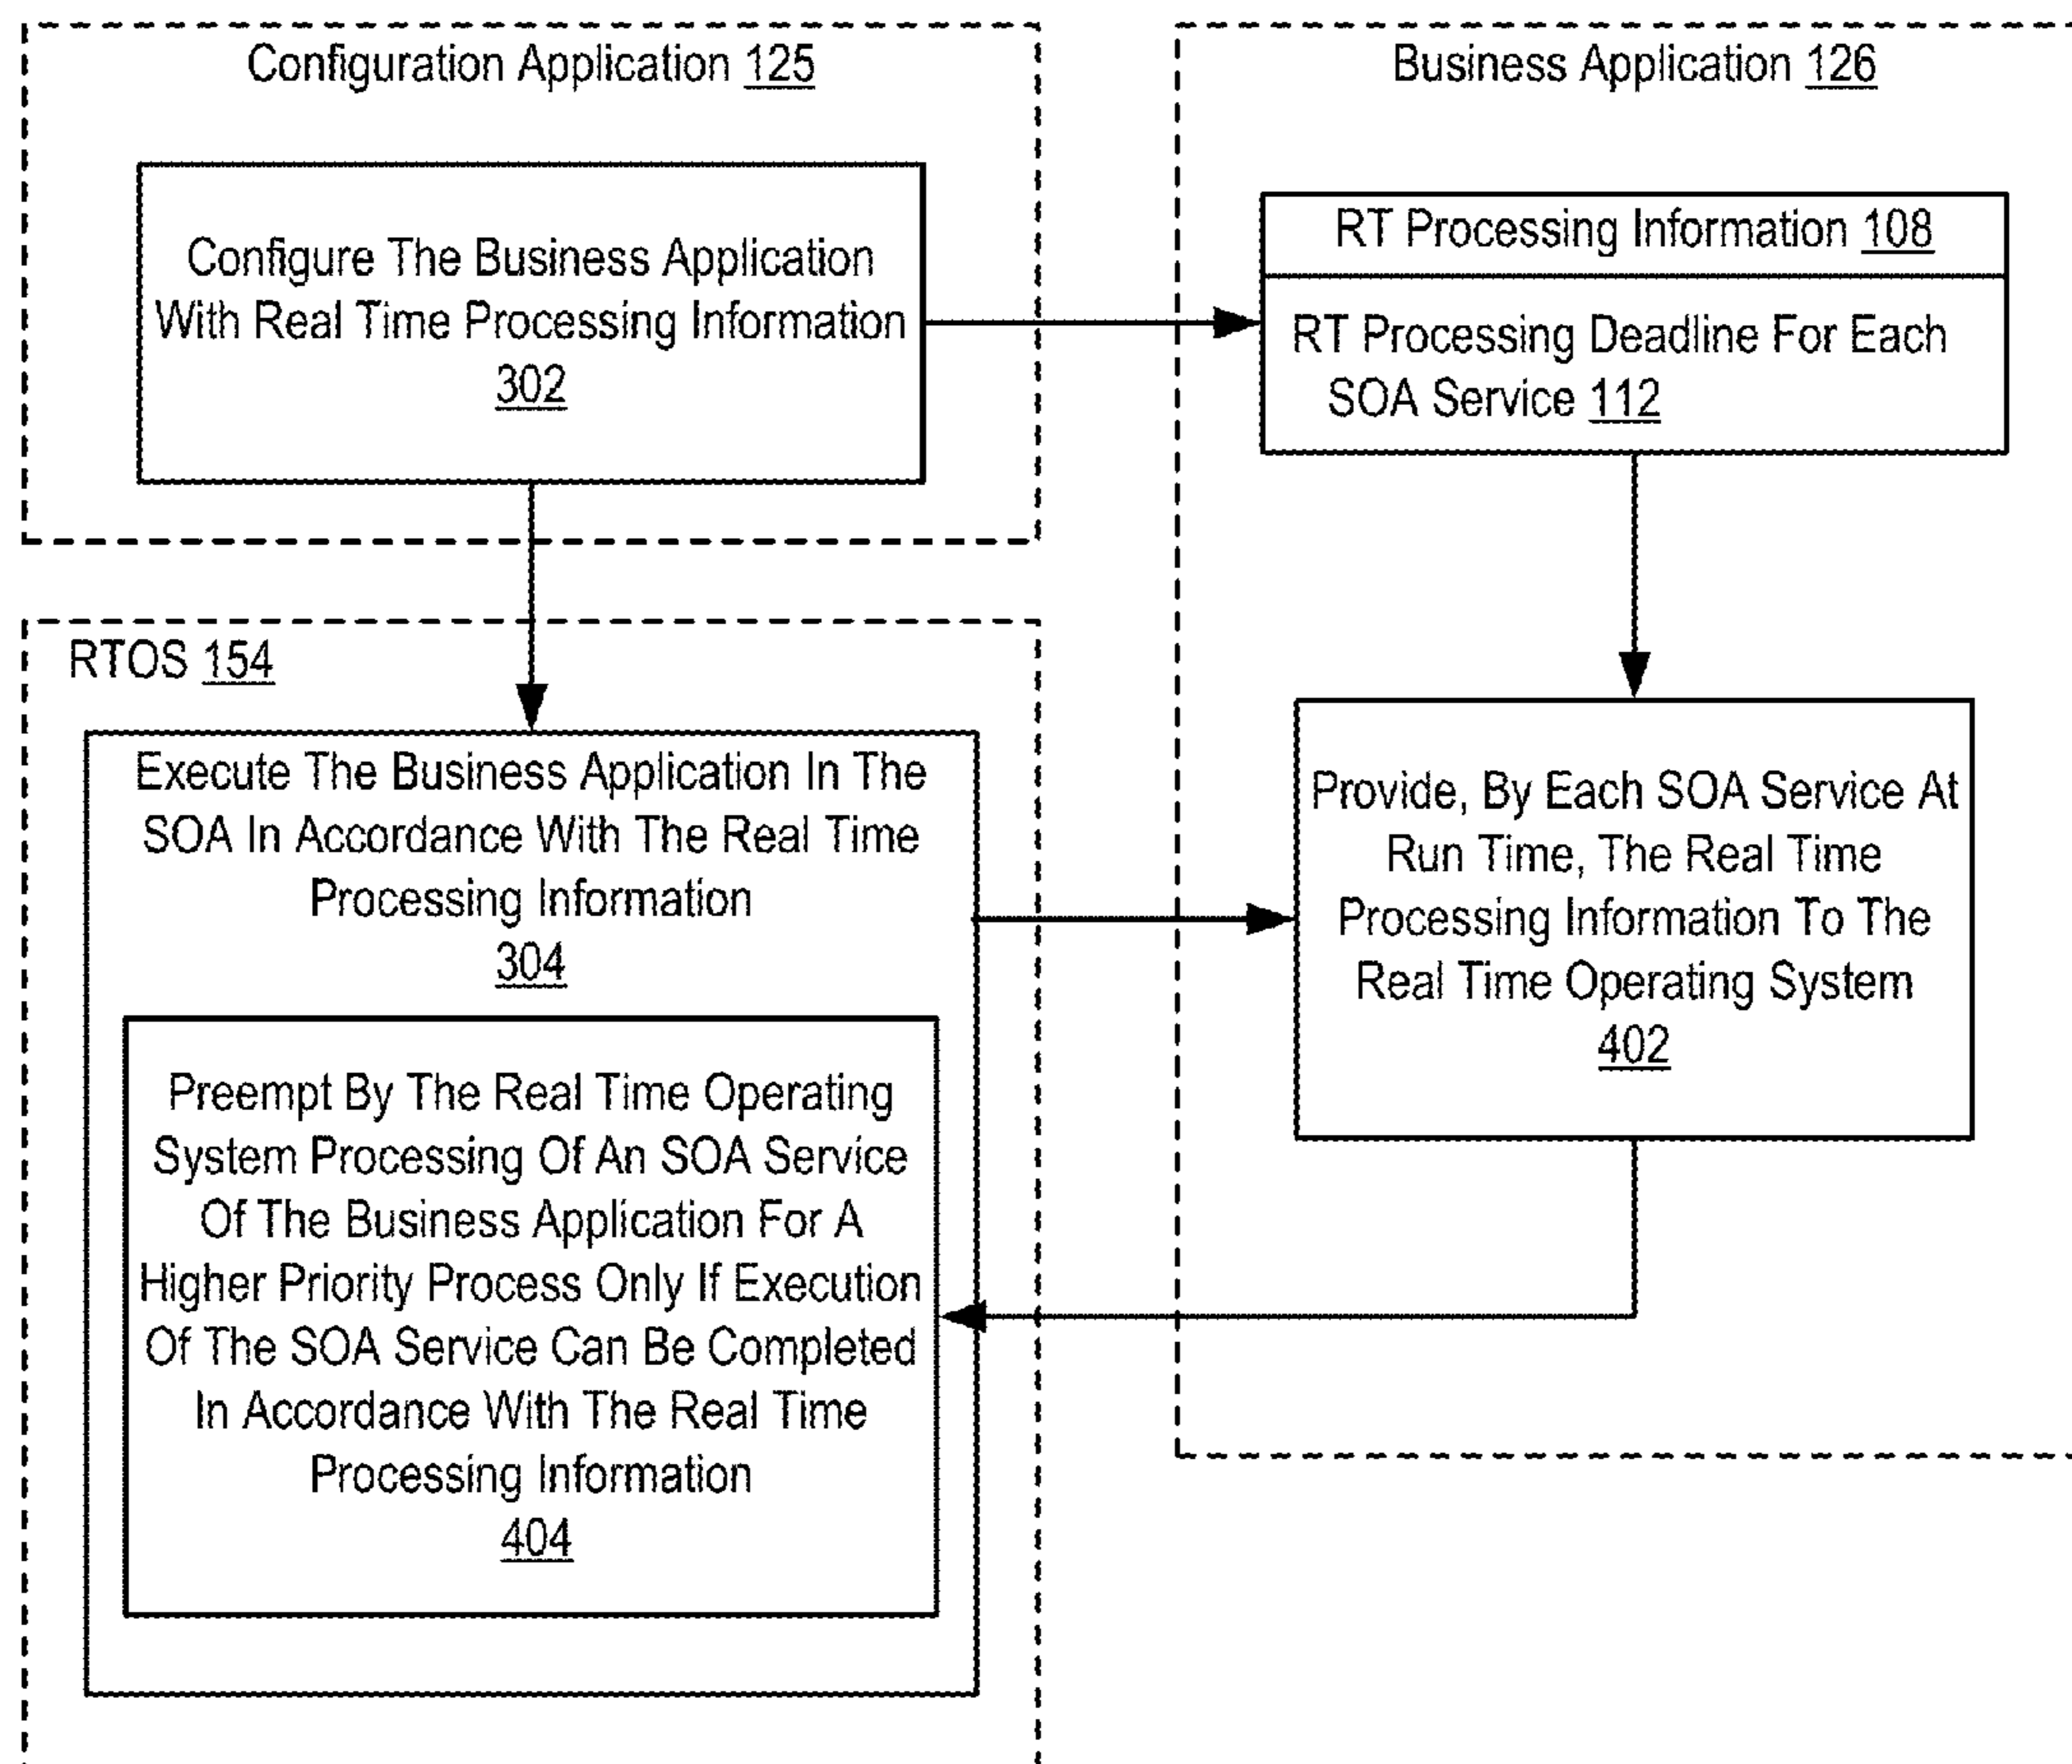 Configuration Application 125
Configure The Business Application
With Real Time Processing Information
302
Business Application 126
RT Processing Information 108
RT Processing Deadline For Each
SOA Service 112
RTOS 154
Execute The Business Application In The
SOA In Accordance With The Real Time
Processing Information
304
Provide, By Each SOA Service At
Run Time, The Real Time
Processing Information To The
Real Time Operating System
402
Preempt By The Real Time Operating
System Processing Of An SOA Service
Of The Business Application For A
Higher Priority Process Only If Execution
Of The SOA Service Can Be Completed
In Accordance With The Real Time
Processing Information
404